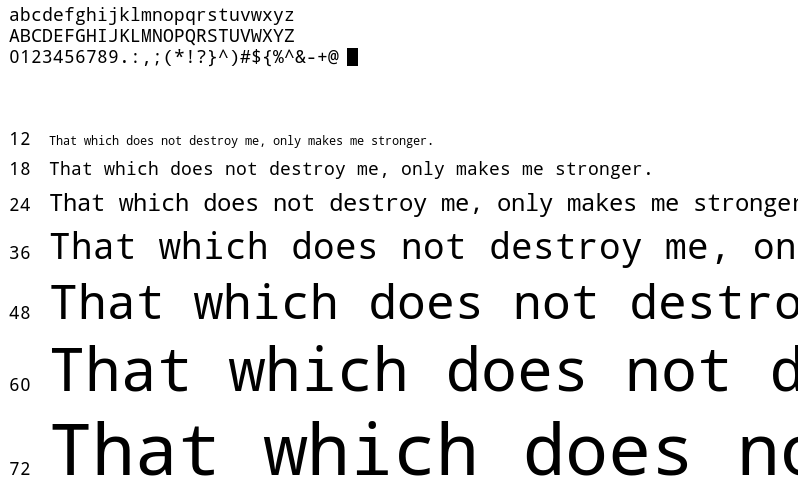 abcdefghijklmnopqrstuvwxyz
ABCDEFGHIJKLMNOPQRSTUVWXYZ
0123456789.:,;(*!?}^)#${%^&-+@
12 That which does not destroy me, only makes me stronger.
18 That which does not destroy me, only makes me stronger.
24 That which does not destroy me, only makes me stronger
36 That which does not destroy me, on
48 That which does not destro
60 That which does not d
72 That which does no